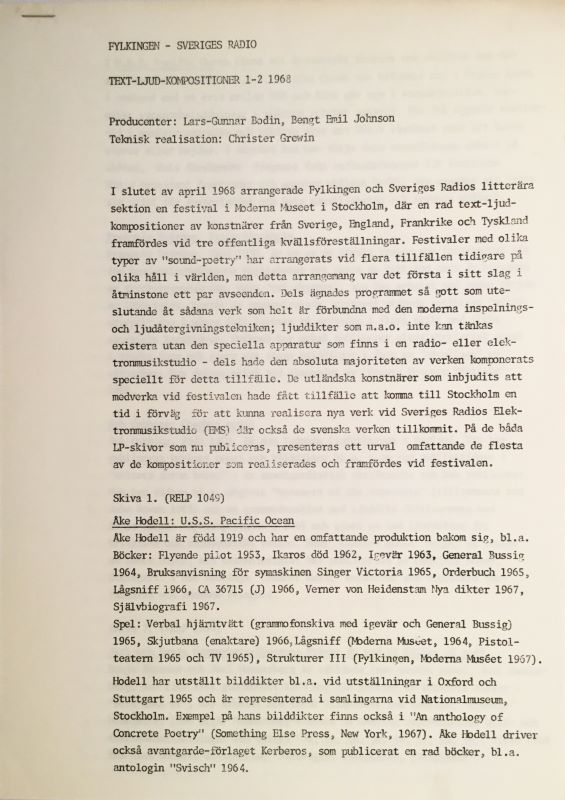 FYLKINGEN - SVERIGES RADIO
TEXT-LJUD-KOMPOSITIONER 1-2 1968
Producenter: Lars-Gunnar Bodin, Bengt Emil Johnson
Teknisk realisation: Christer Grewin
I slutet av april 1968 arrangerade Fylkingen och Sveriges Radios litterära
sektion en festival i Moderna Museet i Stockholm, där en rad text-ljud-
kompositioner av konstnärer från Sverige, England, Frankrike och Tyskland
framfördes vid tre offentliga kvällsföreställningar. Festivaler med olika
typer av "sound-poetry" har arrangerats vid flera tillfällen tidigare på
olika håll i världen, men detta arrangemang var det första i sitt slag i
åtminstone ett par avseenden. Dels ägnades programmet så gott som ute-
slutande åt sådana verk som helt är förbundna med den moderna inspelnings-
och ljudåtergivningstekniken; ljuddikter som m.a.o. inte kan tänkas
existera utan den speciella apparatur som finns i en radio- eller elek-
tronmusikstudio - dels hade den absoluta majoriteten av verken komponerats
speciellt för detta tillfälle. De utländska konstnärer som inbjudits att
medverka vid festivalen hade fått tillfälle att komma till Stockholm en
tid i förväg för att kunna realisera nya verk vid Sveriges Radios Elek-
tronmusikstudio (EMS) där också de svenska verken tillkommit. På de båda
LP-skivor som nu publiceras, presenteras ett urval omfattande de flesta
av de kompositioner som realiserades och framfördes vid festivalen.
Skiva 1. (RELP 1049)
Åke Hodell: U.S.S. Pacific Ocean
Åke Hodell är född 1919 och har en omfattande produktion bakom sig, bl.a.
Böcker: Flyende pilot 1953, Ikaros död 1962, Igevär 1963, General Bussig
1964, Bruksanvisning för symaskinen Singer Victoria 1965, Orderbuch 1965,
Lågsniff 1966, CA 36715 (J) 1966, Verner von Heidenstam Nya dikter 1967,
Självbiografi 1967.
Spel: Verbal hjärntvätt (grammofonskiva med igevär och General Bussig)
1965, Skjutbana (enaktare) 1966,Lågsniff (Moderna Muséet, 1964, Pistol-
teatern 1965 och TV 1965), Strukturer III (Fylkingen, Moderna Muséet 1967).
Hodell har utställt bilddikter bl.a. vid utställningar i Oxford och
Stuttgart 1965 och är representerad i samlingarna vid Nationalmuseum,
Stockholm. Exempel på hans bilddikter finns också i "An anthology of
Concrete Poetry" (Something Else Press, New York, 1967). Åke Hodell driver
också avantgarde-förlaget Kerberos, som publicerat en rad böcker, bl.a.
antologin "Svisch" 1964.